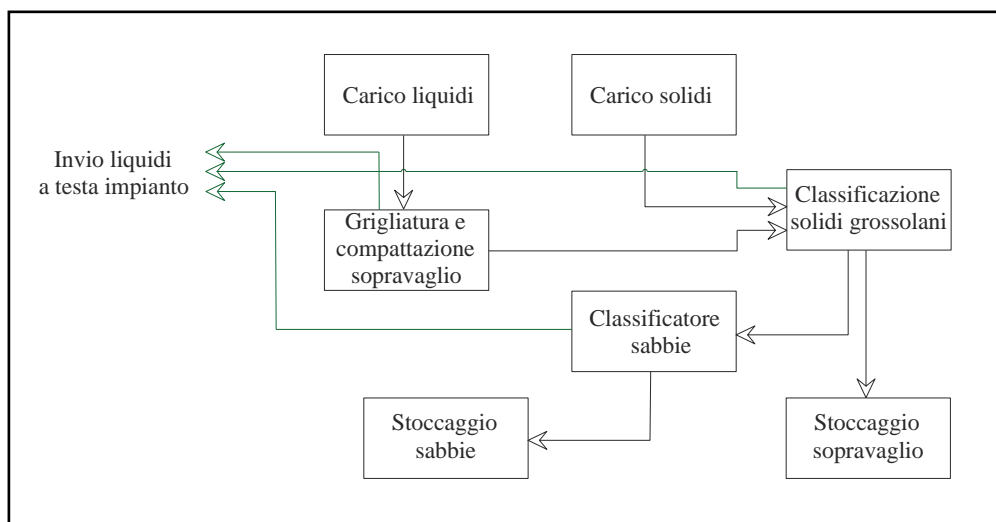 Carico liquidi
Carico solidi
Invio liquidi
a testa impianto
Grigliatura e
compattazione
sopravaglio
Classificazione
solidi grossolani
Classificatore
sabbie
Stoccaggio
sabbie
Stoccaggio
sopravaglio